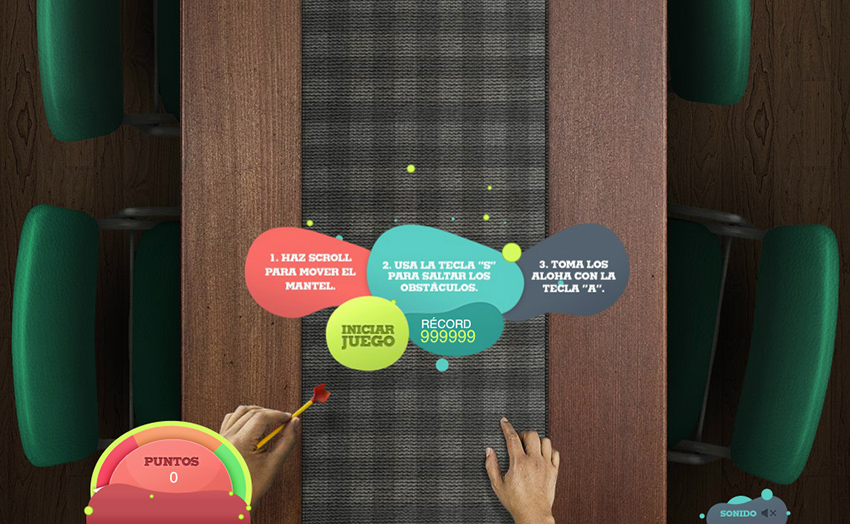 1. HAZ SCROLL
PARA MOVER EL
MANTEL.
2. USA LA TECLA "S"
PARA SALTAR LOS
OBSTÁCULOS.
3. TOMA LOS
ALOHA CON LA
TECLA "A".
INICIAR
JUEGO
RÉCORD
999999
PUNTOS
0
SONIDO